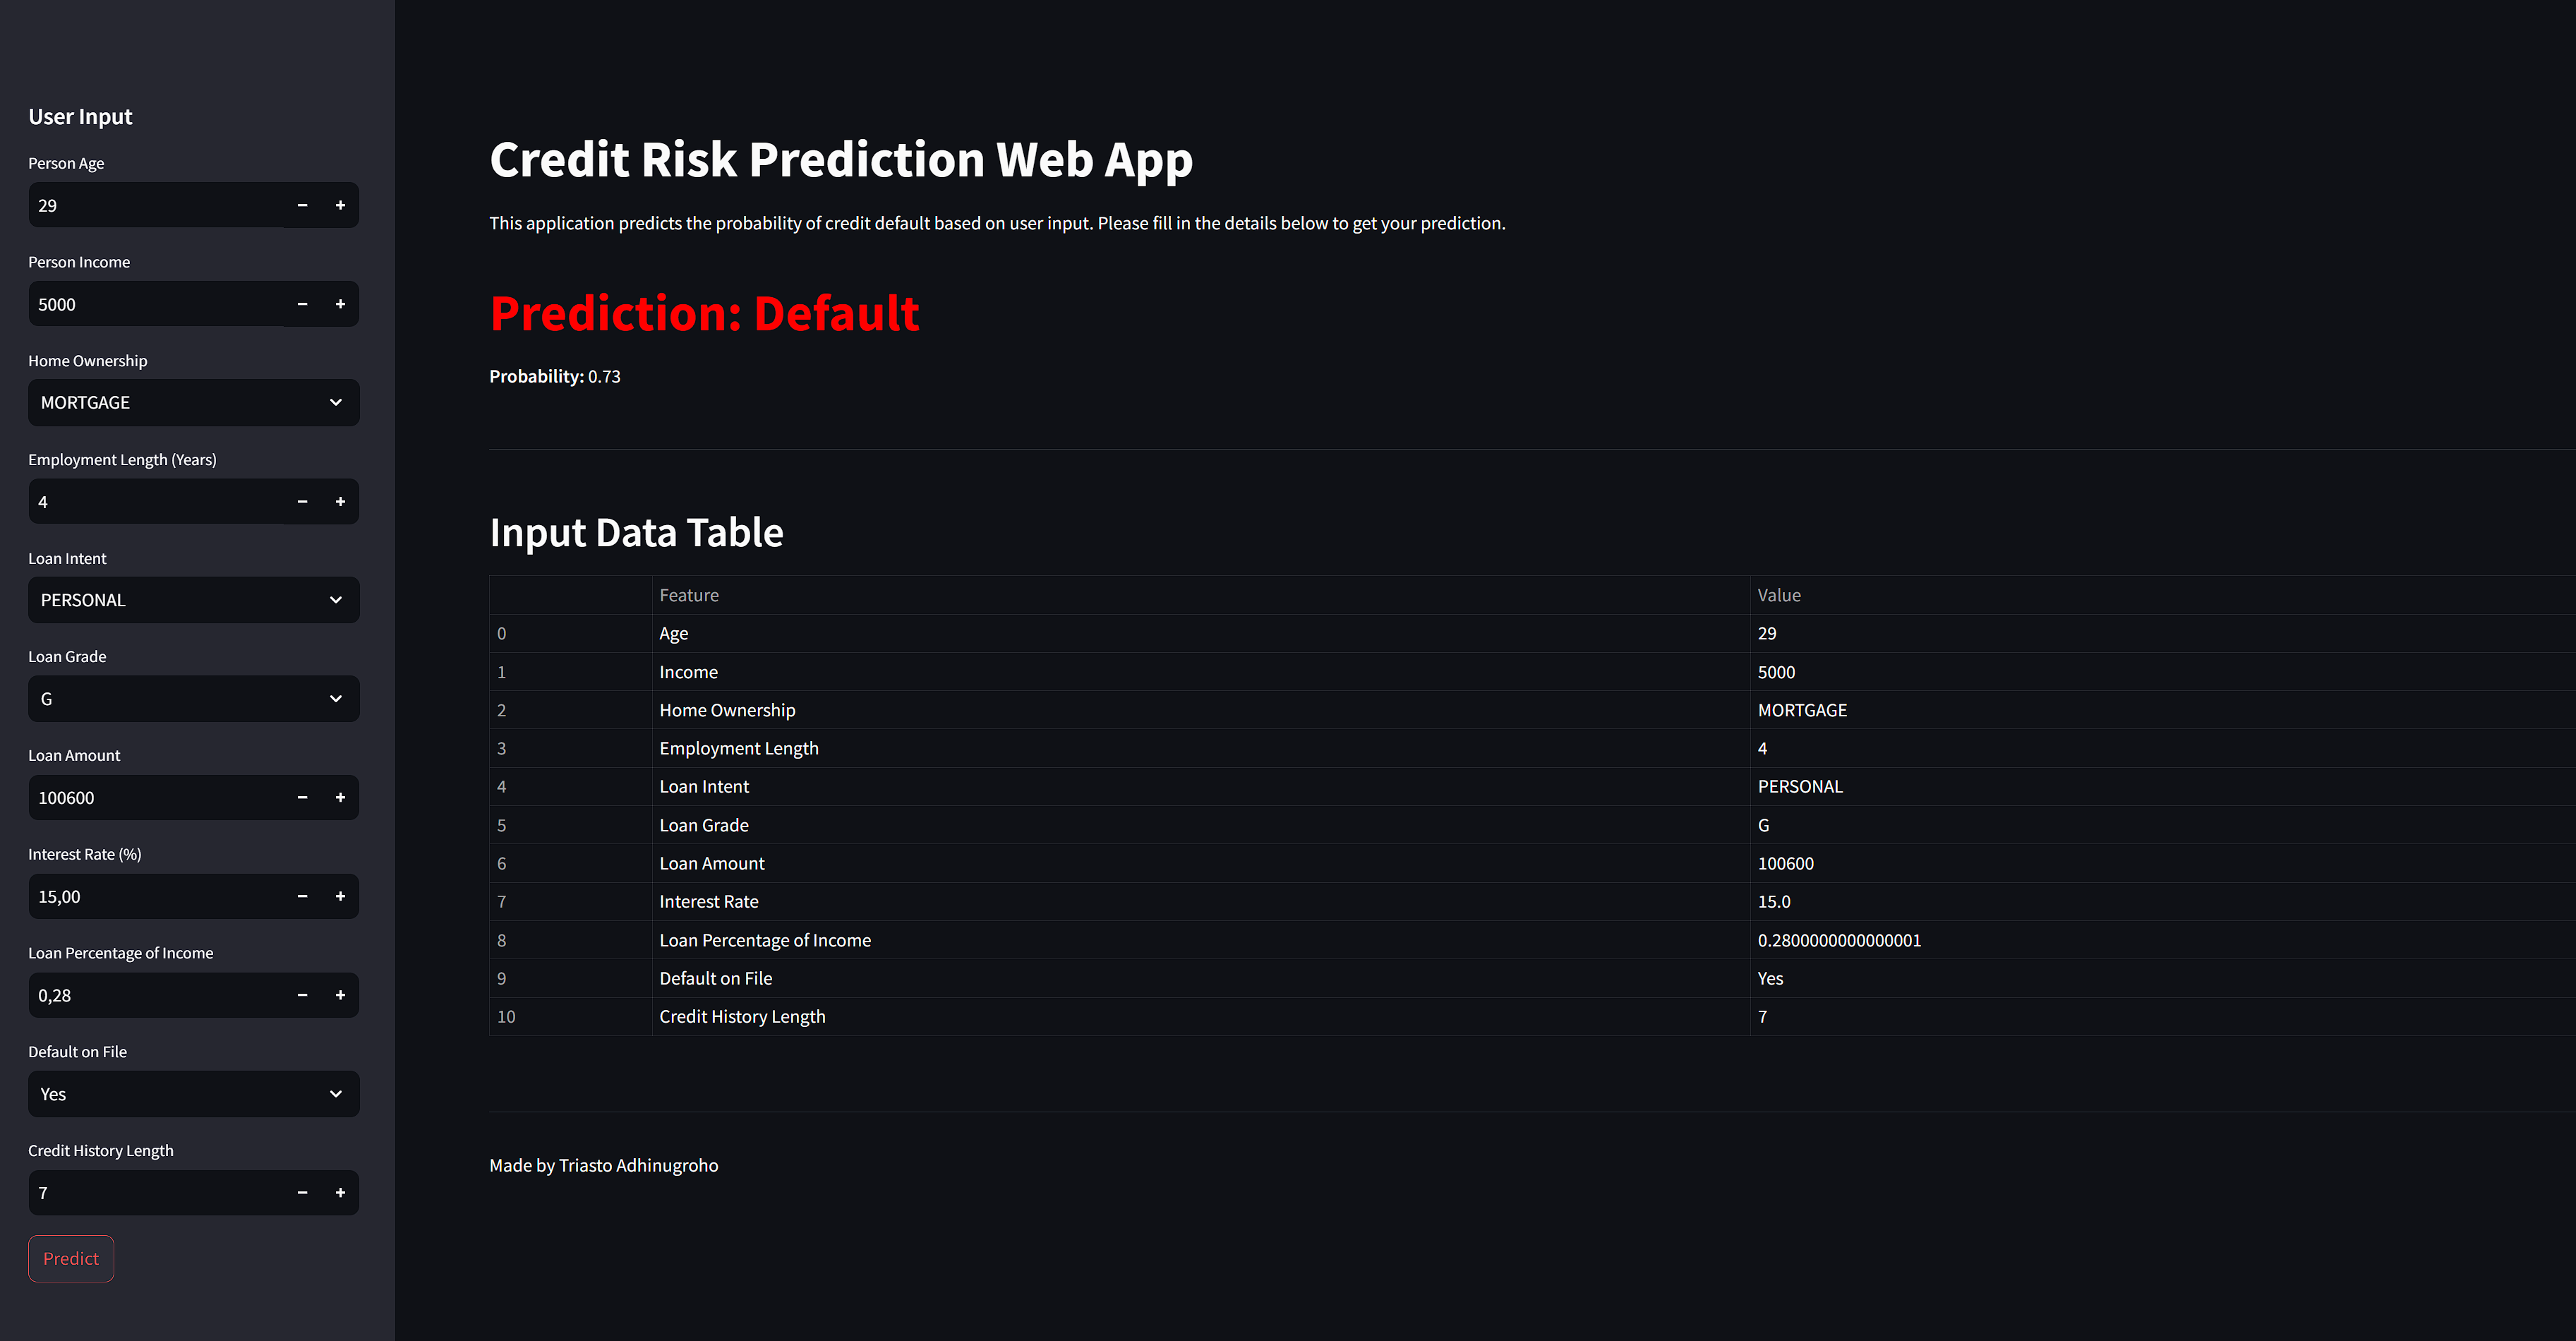 User Input
Person Age
29
Person Income
5000
Home Ownership
MORTGAGE
Employment Length (Years)
4
Loan Intent
PERSONAL
Loan Grade
G
Loan Amount
100600
Interest Rate (%)
15,00
Loan Percentage of Income
0,28
Default on File
Yes
Credit History Length
7
Predict
Credit Risk Prediction Web App
This application predicts the probability of credit default based on user input. Please fill in the details below to get your prediction.
Prediction: Default
Probability: 0.73
Input Data Table
Feature Value
0 Age 29
1 Income 5000
2 Home Ownership MORTGAGE
3 Employment Length 4
4 Loan Intent PERSONAL
5 Loan Grade G
6 Loan Amount 100600
7 Interest Rate 15.0
8 Loan Percentage of Income 0.2800000000000001
9 Default on File Yes
10 Credit History Length 7
Made by Triasto Adhinugroho